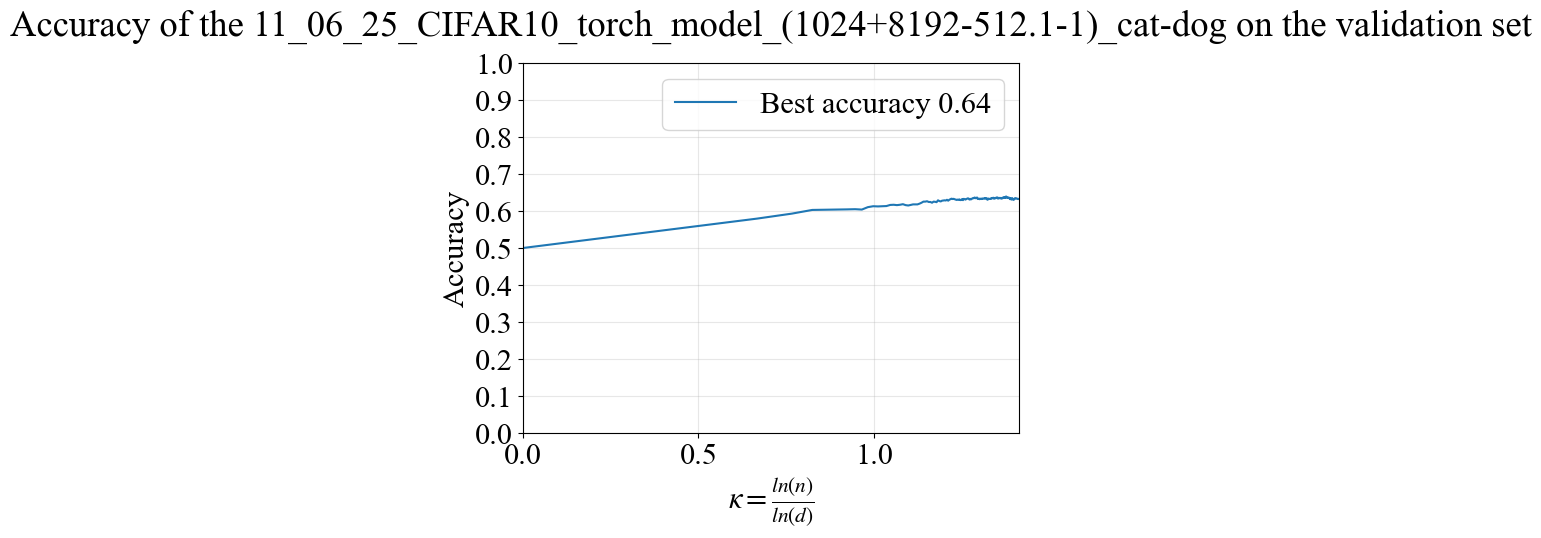 Accuracy of the 11_06_25_CIFAR10_torch_model_(1024+8192-512.1-1)_cat-dog on the validation set
1.0
Best accuracy 0.64
0.9
0.8
0.7
0.6
0.5
0.4
0.3
0.2
0.1
0.0
Accuracy
0.0 0.5 1.0
κ = ln(n)/ln(d)